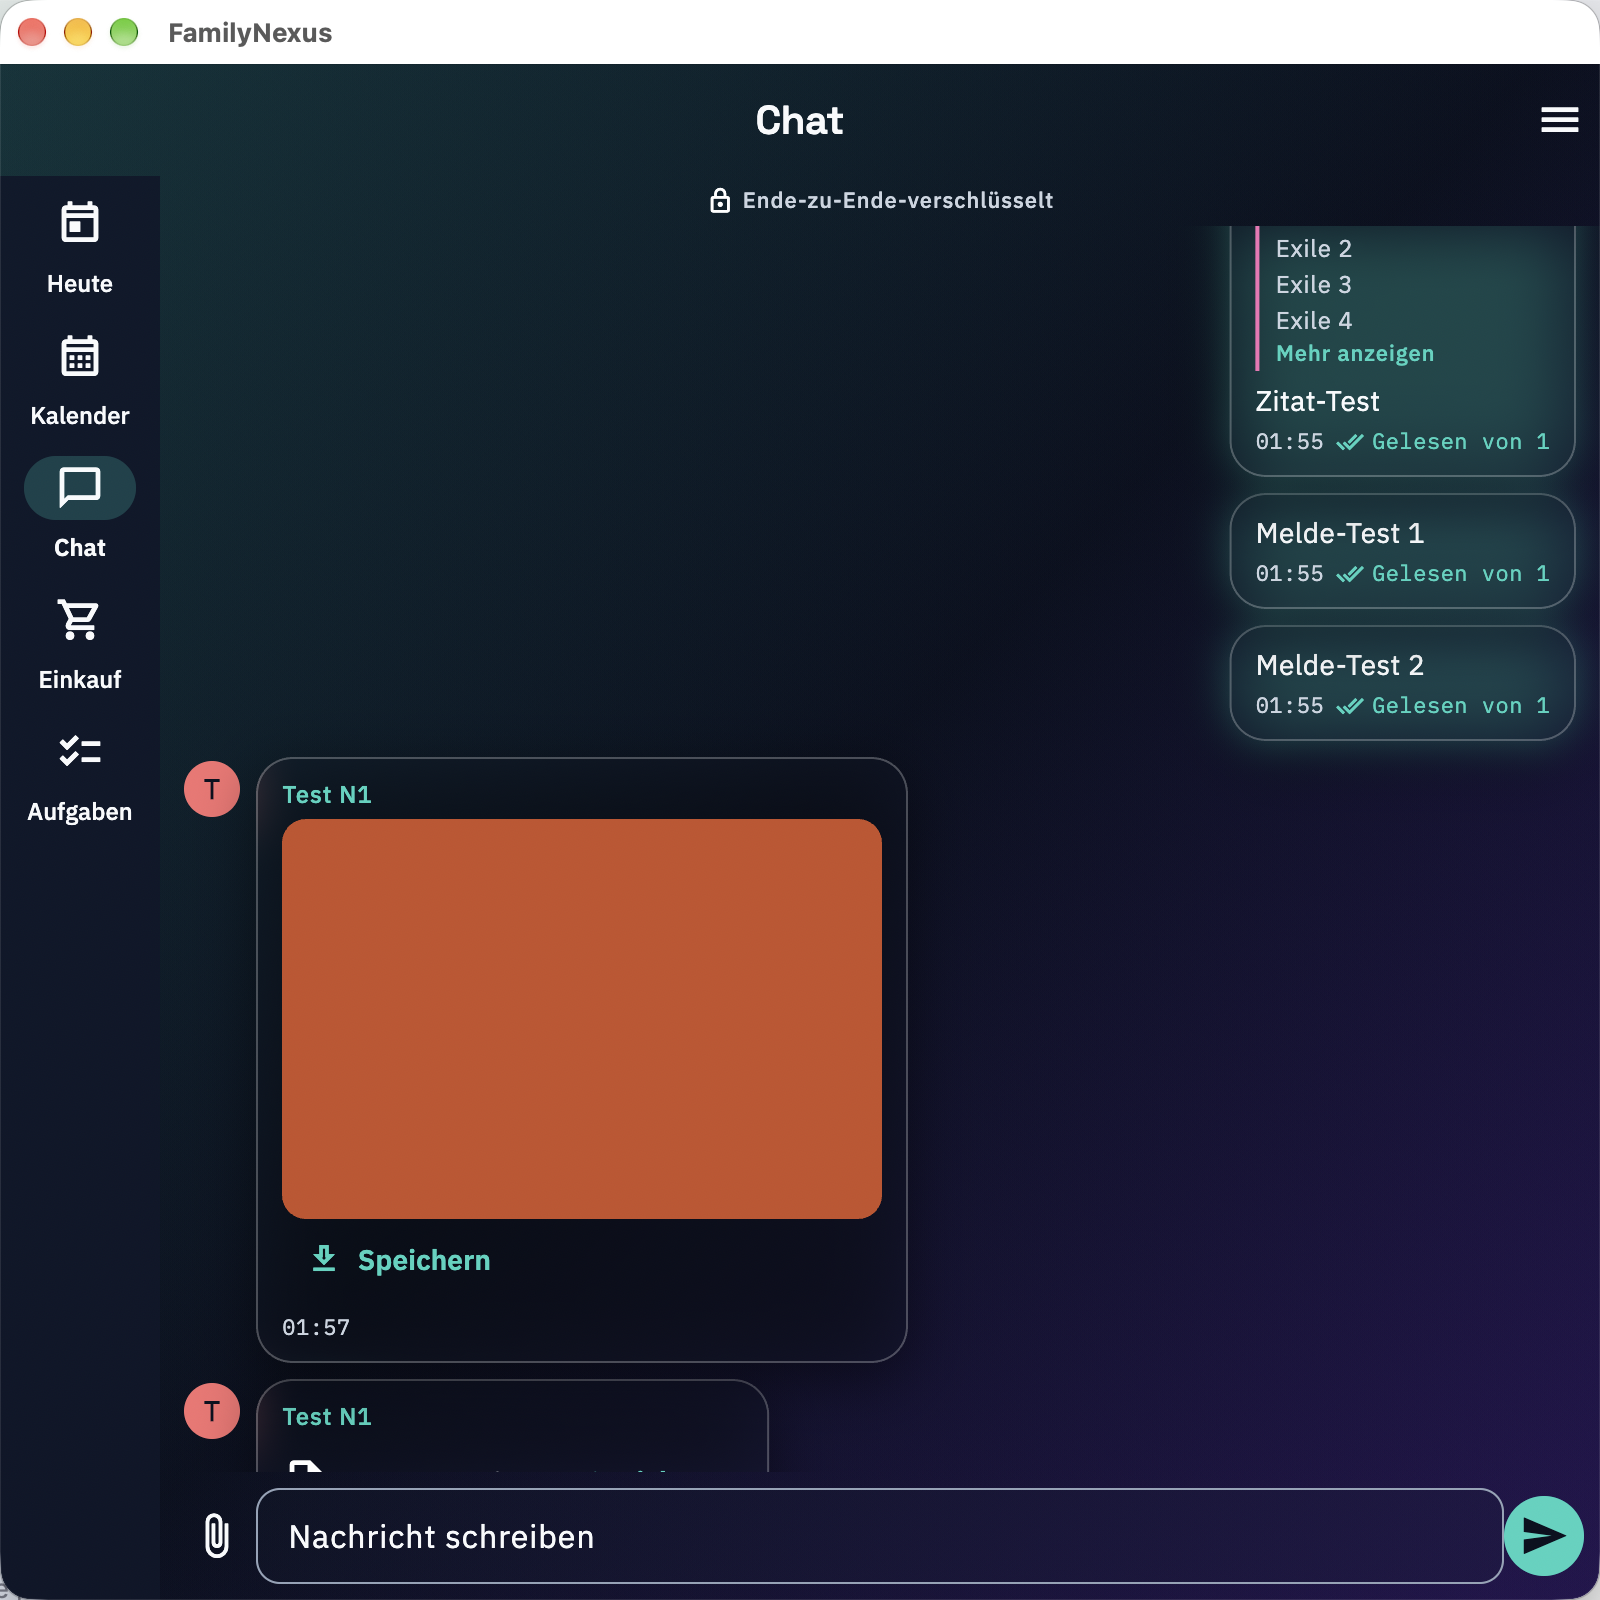 FamilyNexus
Chat
Ende-zu-Ende-verschlüsselt
Heute
Kalender
Chat
Einkauf
Aufgaben
Exile 2
Exile 3
Exile 4
Mehr anzeigen
Zitat-Test
01:55 Gelesen von 1
Melde-Test 1
01:55 Gelesen von 1
Melde-Test 2
01:55 Gelesen von 1
T
Test N1
Speichern
01:57
T
Test N1
Nachricht schreiben